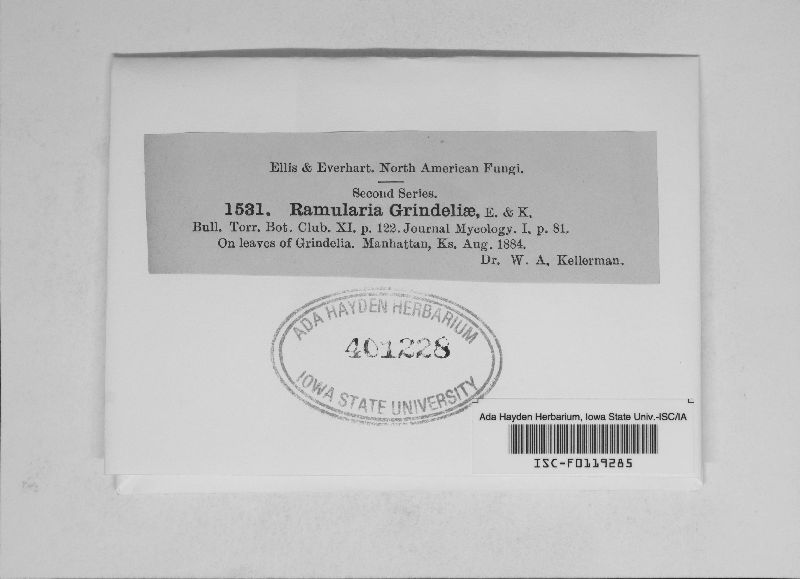 Ellis & Everhart. North American Fungi.
Second Series.
1531. Ramularia Grindeliæ, E. & K.
Bull. Torr. Bot. Club. XI. p. 122. Journal Mycology. I. p. 81.
On leaves of Grindelia. Manhattan, Ks. Aug. 1884.
Dr. W. A. Kellerman.
ADA HAYDEN HERBARIUM
401228
IOWA STATE UNIVERSITY
Ada Hayden Herbarium, Iowa State Univ.-ISC/IA
ISC-F0119285